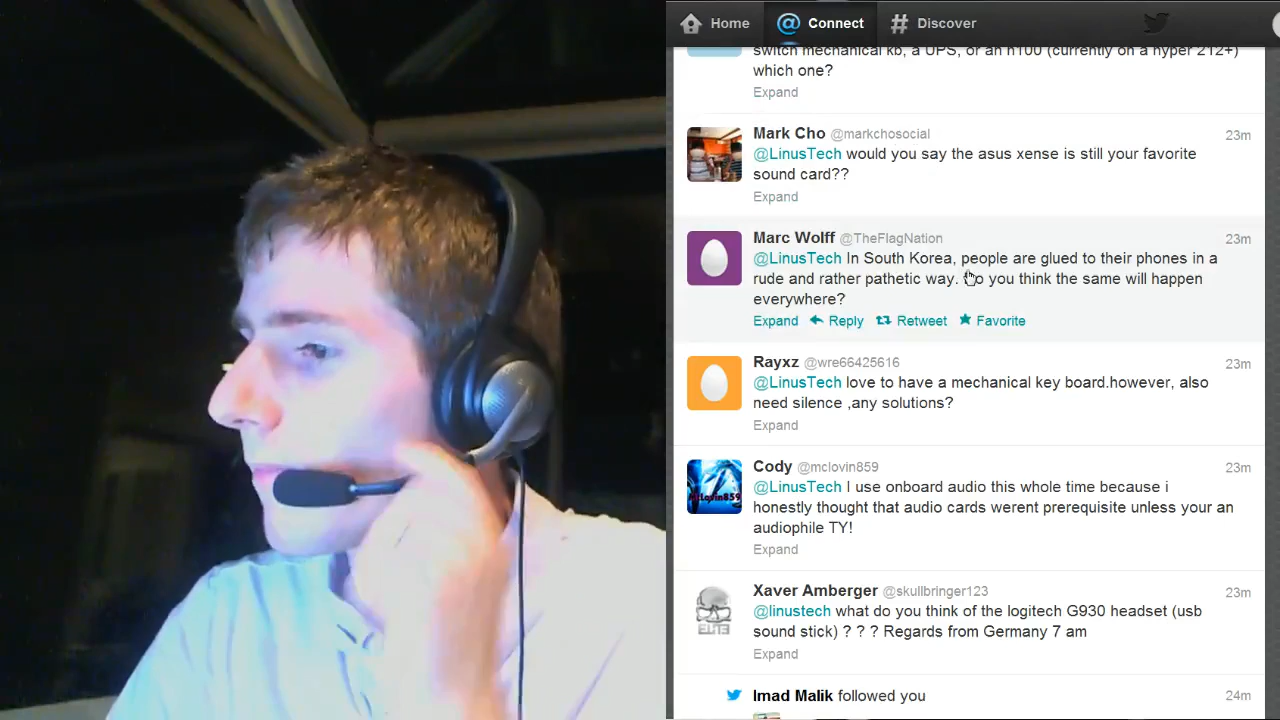 Home Connect # Discover
switch mechanical kb, a UPS, or an h100 (currently on a hyper 212+)
which one?
Expand
Mark Cho @markchosocial 23m
@LinusTech would you say the asus xense is still your favorite
sound card??
Expand
Marc Wolff @TheFlagNation 23m
@LinusTech In South Korea, people are glued to their phones in a
rude and rather pathetic way. Do you think the same will happen
everywhere?
Expand Reply Retweet Favorite
Rayxz @wre66425616 23m
@LinusTech love to have a mechanical key board.however, also
need silence ,any solutions?
Expand
Cody @mclovin859 23m
@LinusTech I use onboard audio this whole time because i
honestly thought that audio cards werent prerequisite unless your an
audiophile TY!
Expand
McLovin859
Xaver Amberger @skullbringer123 23m
@linustech what do you think of the logitech G930 headset (usb
sound stick) ? ? ? Regards from Germany 7 am
Expand
ELITE
Imad Malik followed you 24m